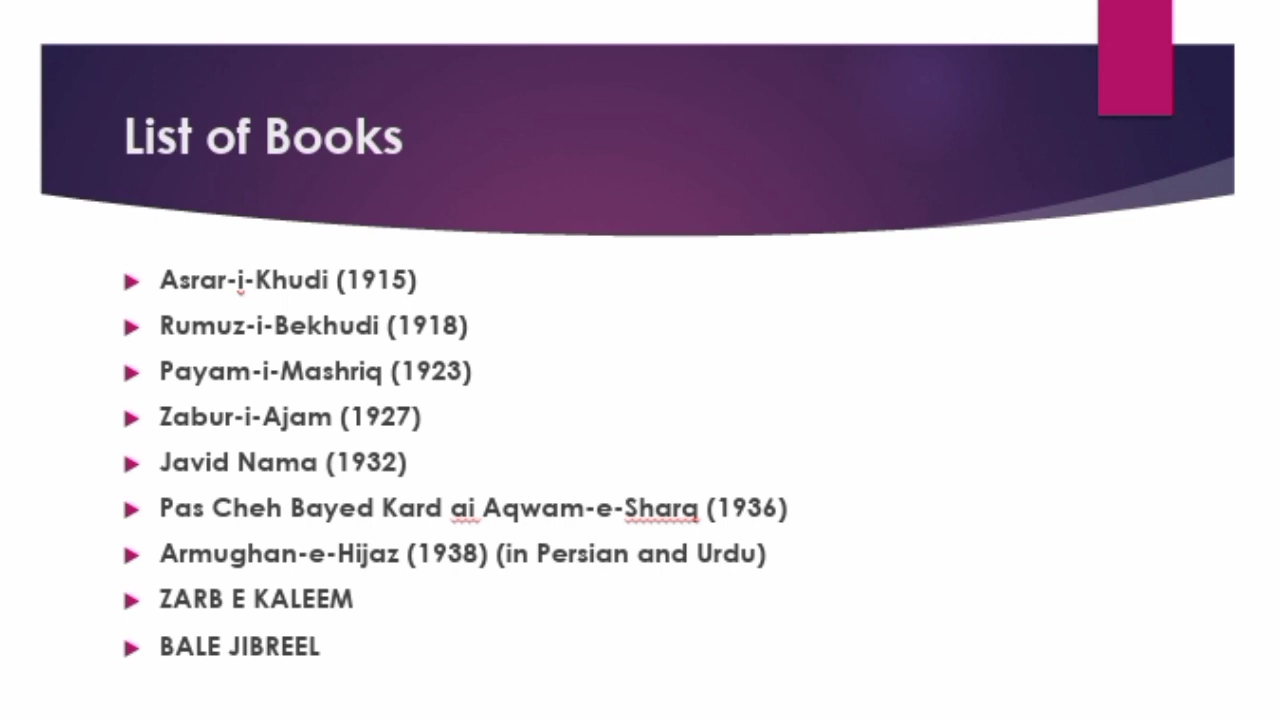 List of Books
Asrar-i-Khudi (1915)
Rumuz-i-Bekhudi (1918)
Payam-i-Mashriq (1923)
Zabur-i-Ajam (1927)
Javid Nama (1932)
Pas Cheh Bayed Kard ai Aqwam-e-Sharq (1936)
Armughan-e-Hijaz (1938) (in Persian and Urdu)
ZARB E KALEEM
BALE JIBREEL